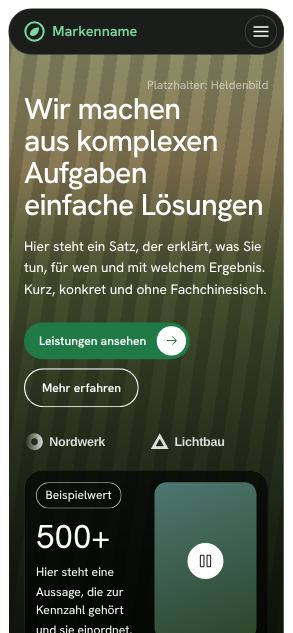 Markenname
Platzhalter: Heldenbild
Wir machen
aus komplexen
Aufgaben
einfache Lösungen
Hier steht ein Satz, der erklärt, was Sie
tun, für wen und mit welchem Ergebnis.
Kurz, konkret und ohne Fachchinesisch.
Leistungen ansehen
Mehr erfahren
Nordwerk
Lichtbau
Beispielwert
500+
Hier steht eine
Aussage, die zur
Kennzahl gehört
und sie einordnet.